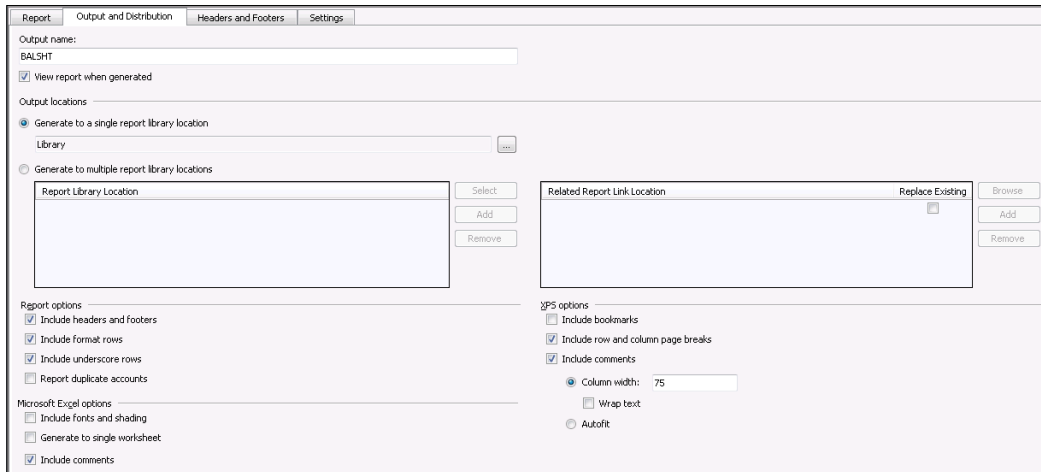 Report Output and Distribution Headers and Footers Settings
Output name:
BALSHT
View report when generated
Output locations
Generate to a single report library location
Library ...
Generate to multiple report library locations
Report Library Location Select Related Report Link Location Replace Existing Browse
Add Add
Remove Remove
Report options XPS options
Include headers and footers Include bookmarks
Include format rows Include row and column page breaks
Include underscore rows Include comments
Report duplicate accounts Column width: 75
Microsoft Excel options Wrap text
Include fonts and shading Autofit
Generate to single worksheet
Include comments